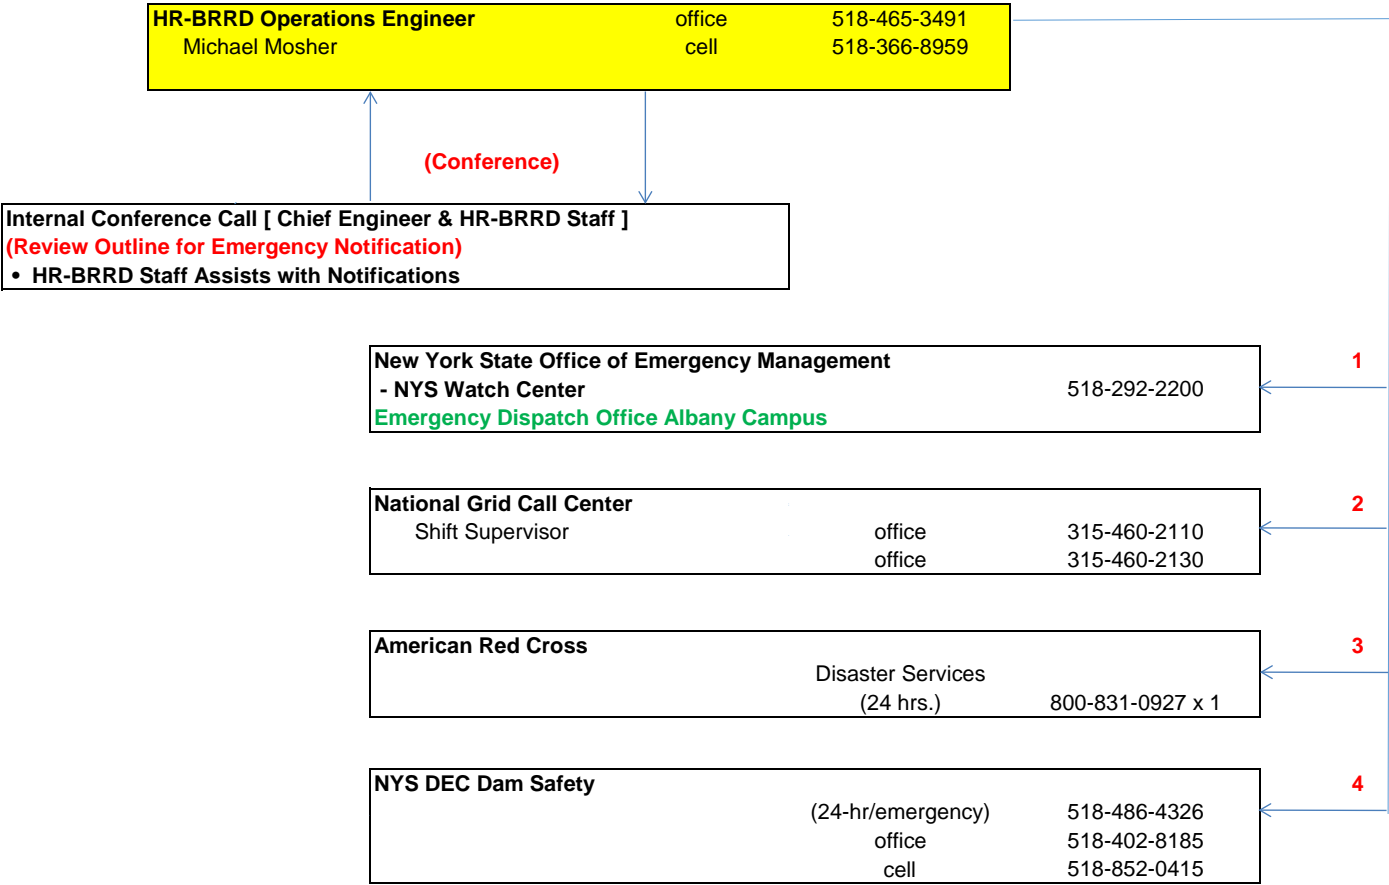 HR-BRRD Operations Engineer office 518-465-3491
Michael Mosher cell 518-366-8959
(Conference)
Internal Conference Call [ Chief Engineer & HR-BRRD Staff ]
(Review Outline for Emergency Notification)
• HR-BRRD Staff Assists with Notifications
New York State Office of Emergency Management 1
- NYS Watch Center 518-292-2200
Emergency Dispatch Office Albany Campus
National Grid Call Center 2
Shift Supervisor office 315-460-2110
office 315-460-2130
American Red Cross 3
Disaster Services
(24 hrs.) 800-831-0927 x 1
NYS DEC Dam Safety 4
(24-hr/emergency) 518-486-4326
office 518-402-8185
cell 518-852-0415